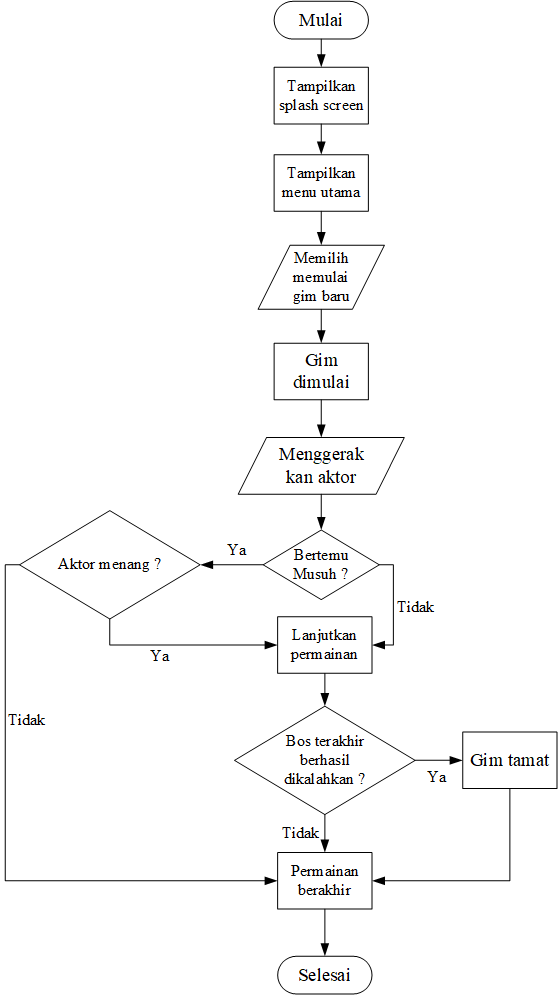 Mulai
Tampilkan
splash screen
Tampilkan
menu utama
Memilih
memulai
gim baru
Gim
dimulai
Menggerak
kan aktor
Bertemu
Musuh ?
Ya
Aktor menang ?
Tidak
Lanjutkan
permainan
Ya
Tidak
Bos terakhir
berhasil
dikalahkan ?
Ya
Gim tamat
Tidak
Permainan
berakhir
Selesai